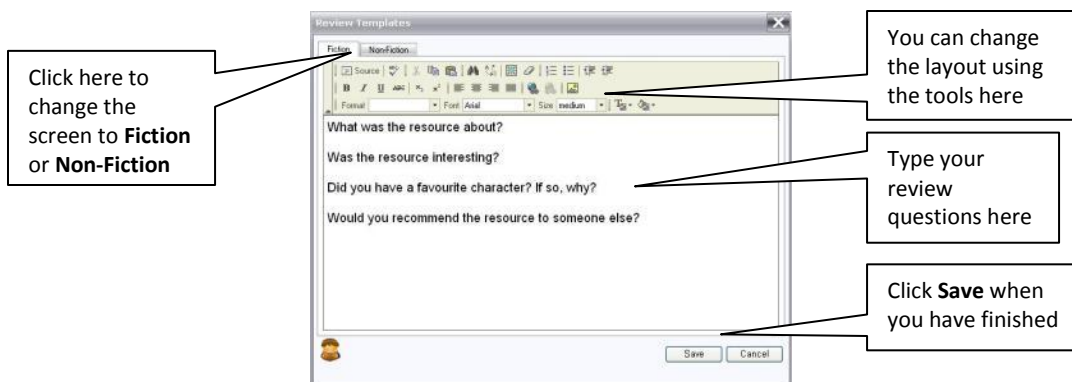 Review Templates
Fiction Non-Fiction
Source
B I U ABC x₂ x²
Format Font Arial Size medium
What was the resource about?
Was the resource interesting?
Did you have a favourite character? If so, why?
Would you recommend the resource to someone else?
Save Cancel
Click here to
change the
screen to Fiction
or Non-Fiction
You can change
the layout using
the tools here
Type your
review
questions here
Click Save when
you have finished